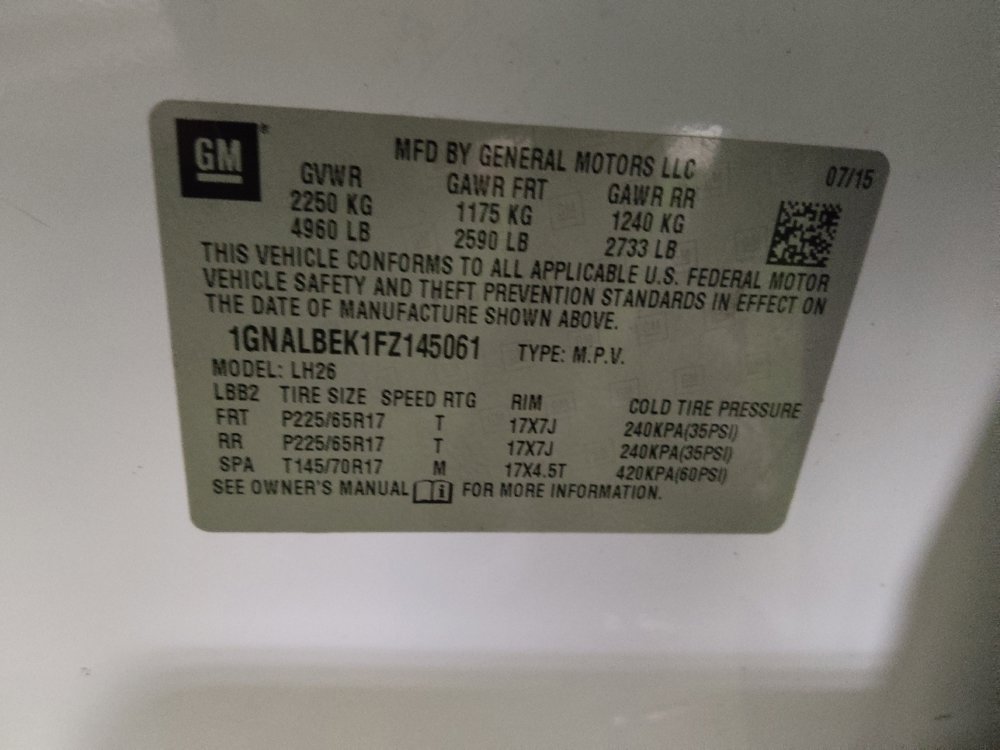 GM®
MFD BY GENERAL MOTORS LLC 07/15
GVWR GAWR FRT GAWR RR
2250 KG 1175 KG 1240 KG
4960 LB 2590 LB 2733 LB
THIS VEHICLE CONFORMS TO ALL APPLICABLE U.S. FEDERAL MOTOR
VEHICLE SAFETY AND THEFT PREVENTION STANDARDS IN EFFECT ON
THE DATE OF MANUFACTURE SHOWN ABOVE.
1GNALBEK1FZ145061 TYPE: M.P.V.
MODEL: LH26
LBB2 TIRE SIZE SPEED RTG RIM COLD TIRE PRESSURE
FRT P225/65R17 T 17X7J 240KPA(35PSI)
RR P225/65R17 T 17X7J 240KPA(35PSI)
SPA T145/70R17 M 17X4.5T 420KPA(60PSI)
SEE OWNER'S MANUAL i FOR MORE INFORMATION.